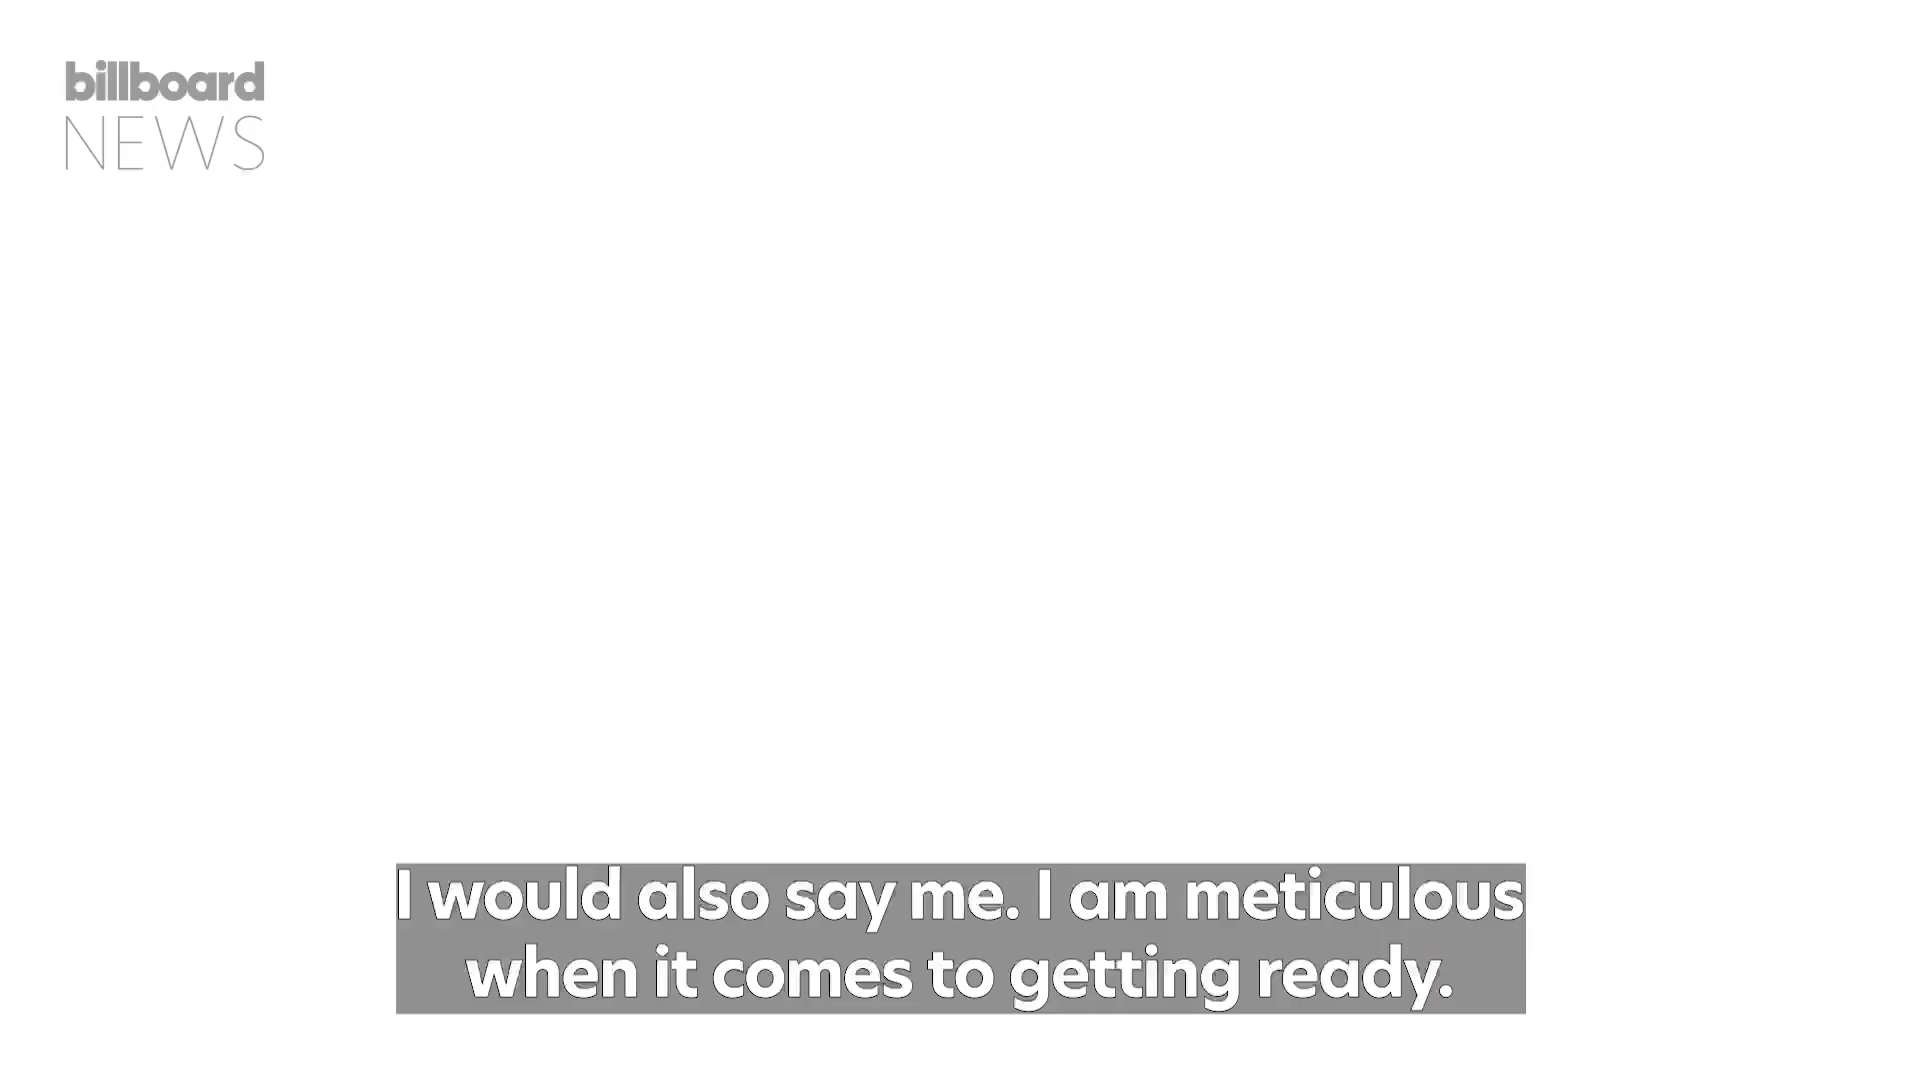 billboard
NEWS
I would also say me. I am meticulous
when it comes to getting ready.